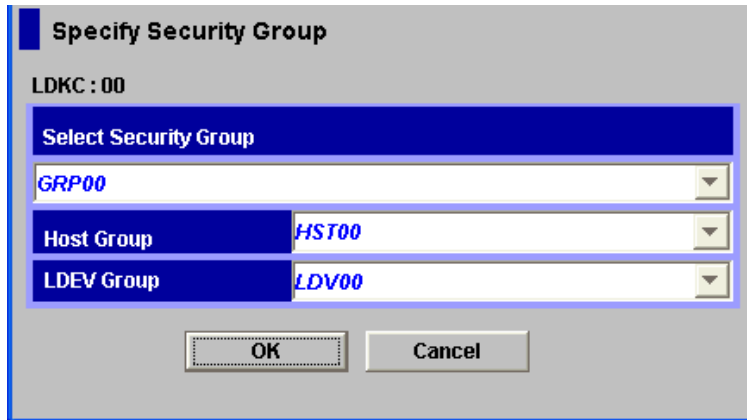 Specify Security Group
LDKC : 00
Select Security Group
GRP00
Host Group HST00
LDEV Group LDV00
OK Cancel